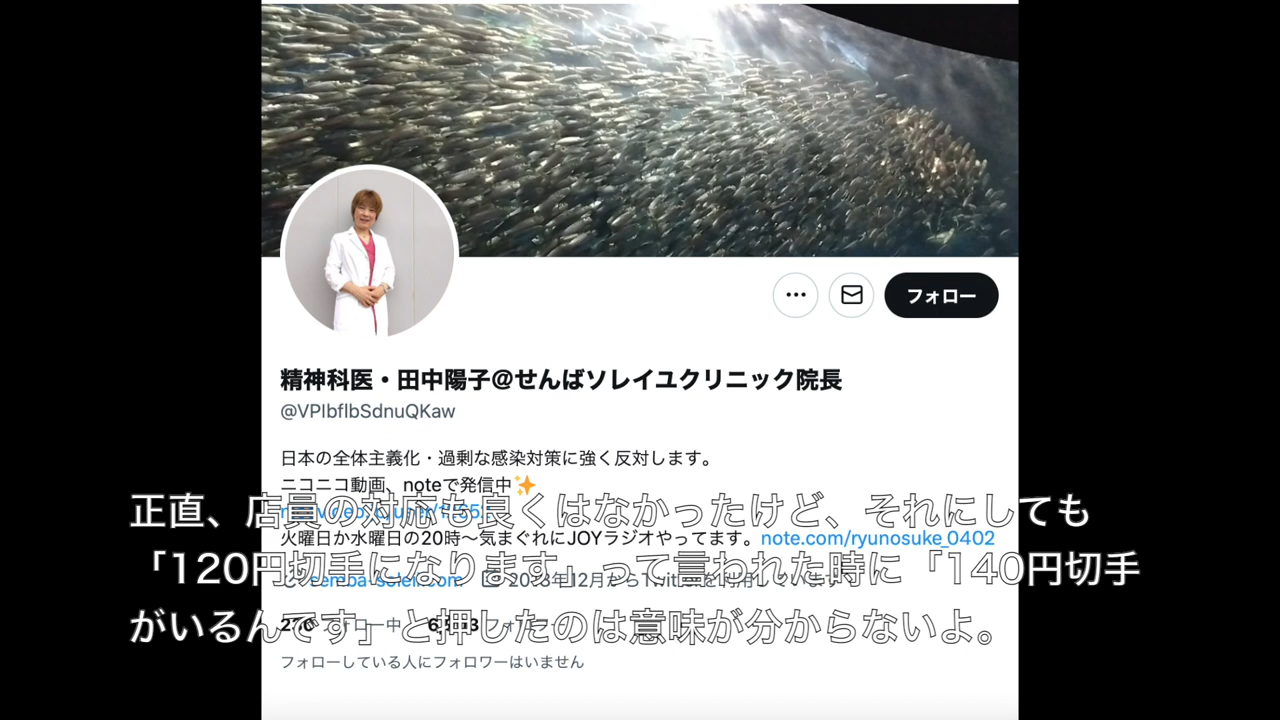 フォロー
精神科医・田中陽子@せんばソレイユクリニック院長
@VPIbfIbSdnuQKaw
日本の全体主義化・過剰な感染対策に強く反対します。
ニコニコ動画、noteで発信中✨
正直、店員の対応も良くはなかったけど、それにしても
火曜日か水曜日の20時〜気まぐれにJOYラジオやってます。note.com/ryunosuke_0402
「120円切手になります」って言われた時に「140円切手
がいるんです」と押したのは意味が分からないよ。
フォローしている人にフォロワーはいません